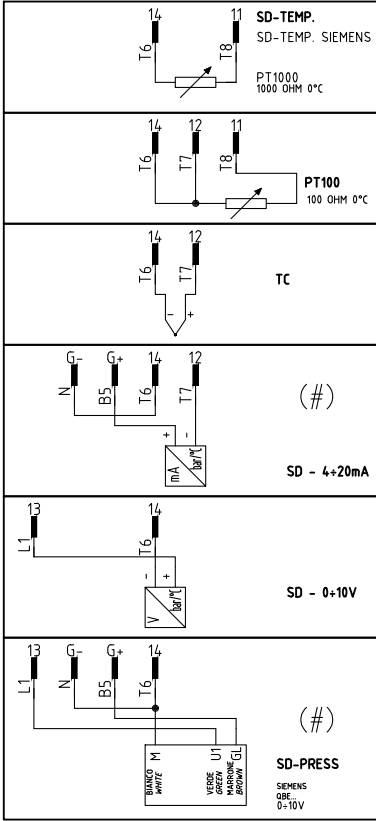 14 11 SD-TEMP.
SD-TEMP. SIEMENS
T6 T8
PT1000
1000 OHM 0°C
14 12 11
T6 T7 T8
PT100
100 OHM 0°C
14 12
T6 T7
TC
- +
G- G+ 14 12
N B5 T6 T7
(#)
+ -
mA bar/°C
SD - 4÷20mA
13 14
L1 T6
- +
V bar/°C
SD - 0÷10V
13 G- G+ 14
L1 N B5 T6
(#)
M U1 GL
BIANCO VERDE MARRONE
WHITE GREEN BROWN
SD-PRESS
SIEMENS
QBE...
0÷10V